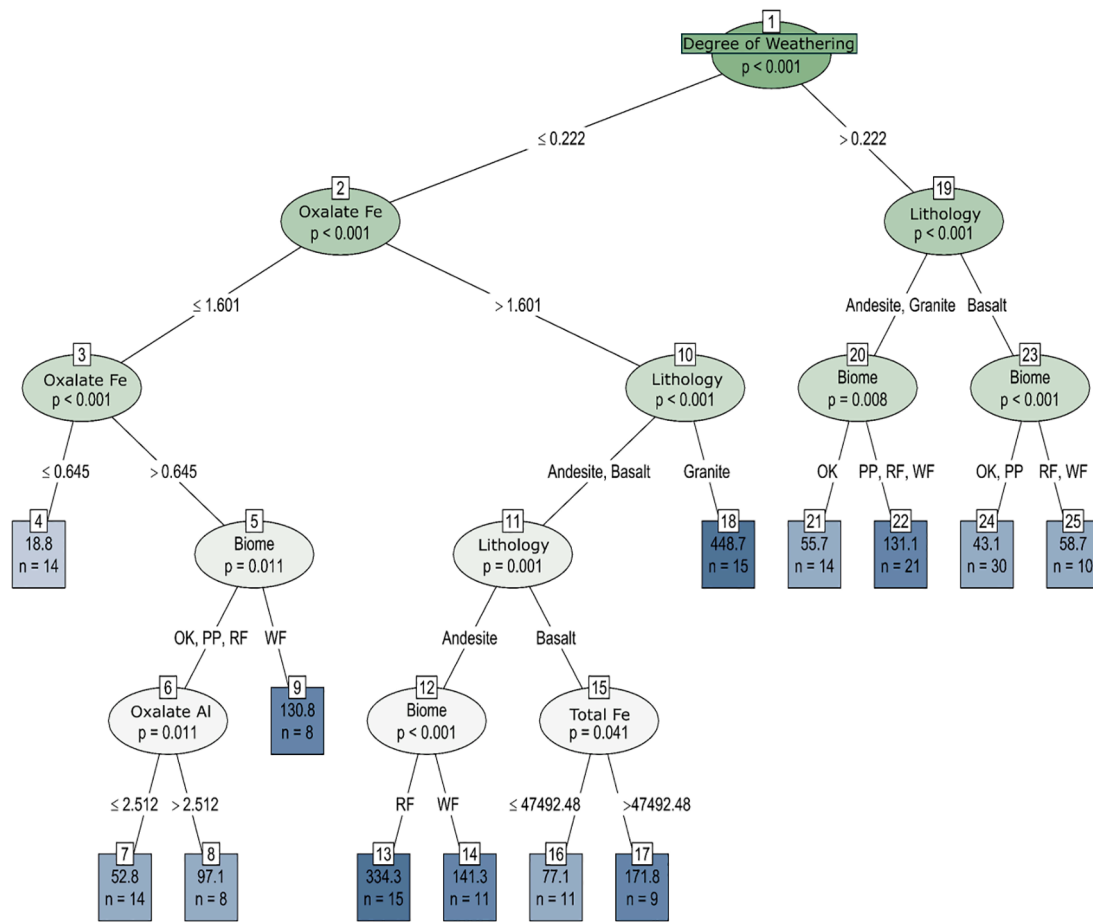 1
Degree of Weathering
p < 0.001
≤ 0.222
> 0.222
2
Oxalate Fe
p < 0.001
19
Lithology
p < 0.001
≤ 1.601
> 1.601
Andesite, Granite
Basalt
3
Oxalate Fe
p < 0.001
10
Lithology
p < 0.001
20
Biome
p = 0.008
23
Biome
p < 0.001
≤ 0.645
> 0.645
Andesite, Basalt
Granite
OK
PP, RF, WF
OK, PP
RF, WF
4
18.8
n = 14
5
Biome
p = 0.011
11
Lithology
p = 0.001
18
448.7
n = 15
21
55.7
n = 14
22
131.1
n = 21
24
43.1
n = 30
25
58.7
n = 10
OK, PP, RF
WF
Andesite
Basalt
6
Oxalate Al
p = 0.011
9
130.8
n = 8
12
Biome
p < 0.001
15
Total Fe
p = 0.041
≤ 2.512
> 2.512
RF
WF
≤ 47492.48
>47492.48
7
52.8
n = 14
8
97.1
n = 8
13
334.3
n = 15
14
141.3
n = 11
16
77.1
n = 11
17
171.8
n = 9